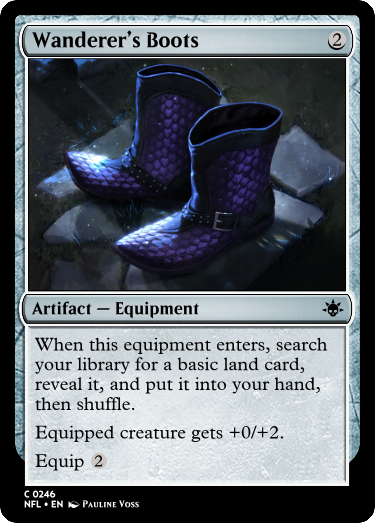 Wanderer's Boots 2
Artifact — Equipment
When this equipment enters, search
your library for a basic land card,
reveal it, and put it into your hand,
then shuffle.
Equipped creature gets +0/+2.
Equip 2
C 0246
NFL • EN Pauline Voss